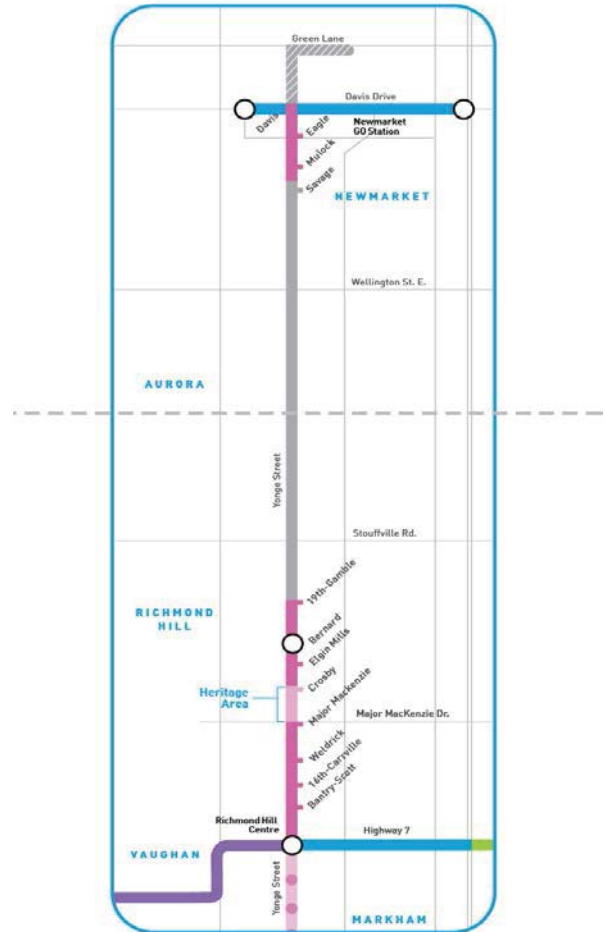 Green Lane
Davis Drive
Davis
Eagle
Newmarket
GO Station
Mulock
Savage
NEWMARKET
Wellington St. E.
AURORA
Yonge Street
Stouffville Rd.
19th-Gamble
RICHMOND
HILL
Bernard
Elgin Mills
Crosby
Heritage
Area
Major Mackenzie
Major MacKenzie Dr.
Weldrick
16th-Carrville
Bantry-Scott
Richmond Hill
Centre
Highway 7
VAUGHAN
Yonge Street
MARKHAM